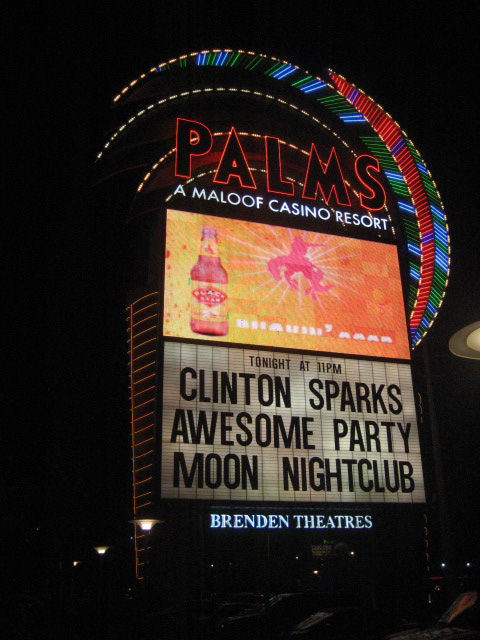 PALMS
A MALOOF CASINO RESORT
TONIGHT AT 11PM
CLINTON SPARKS
AWESOME PARTY
MOON NIGHTCLUB
BRENDEN THEATRES